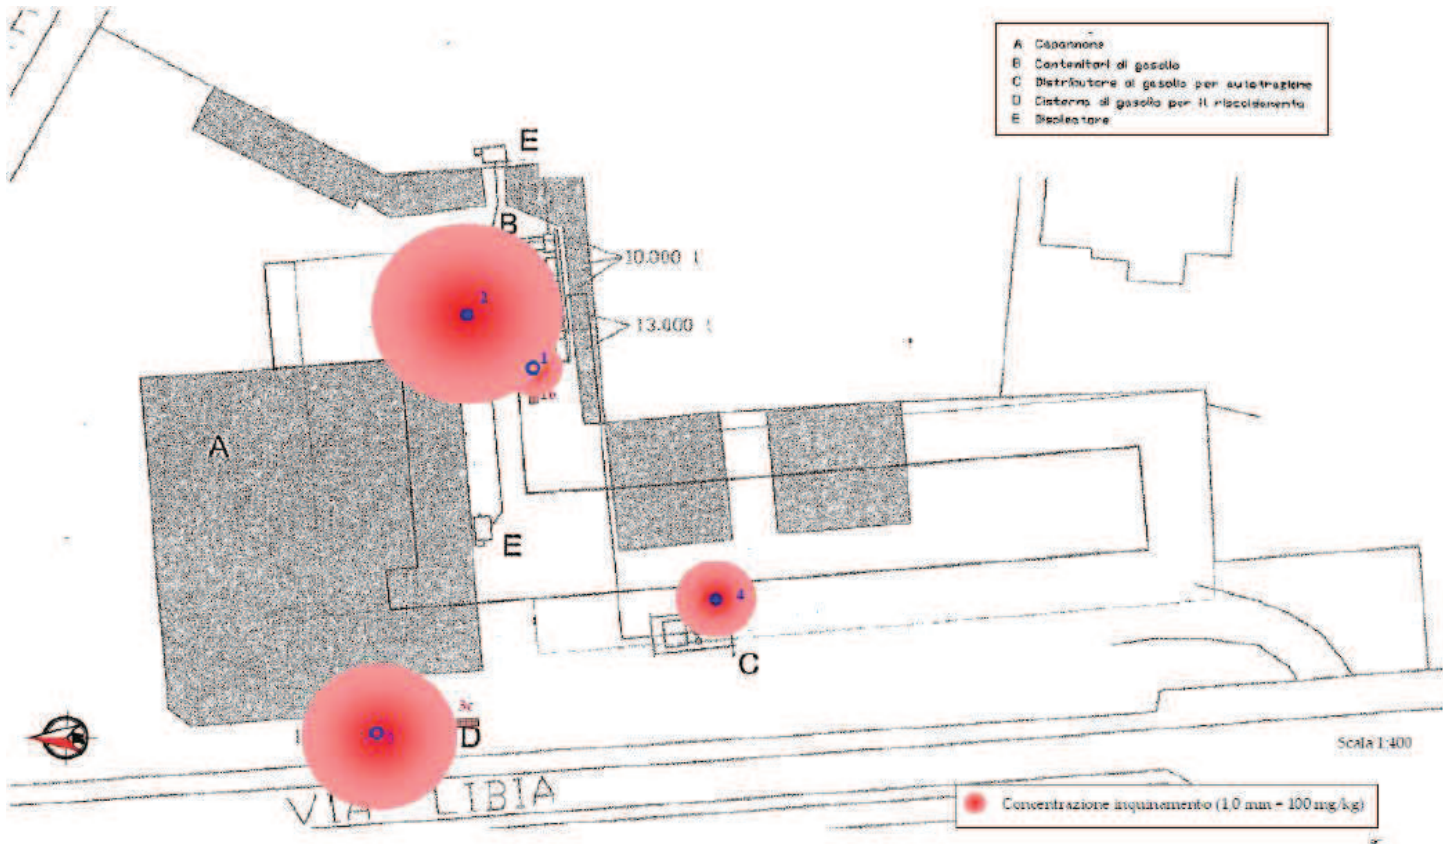 A Capannone
B Contenitori di gasolio
C Distributore di gasolio per autotrazione
D Cisterna di gasolio per il riscaldamento
E Disoleatore
E
B
10.000 l
2
13.000 l
1
A
E
4
C
3c
D
3
Scala 1:400
VIA LIBIA
Concentrazione inquinamento (1,0 mm = 100 mg/kg)